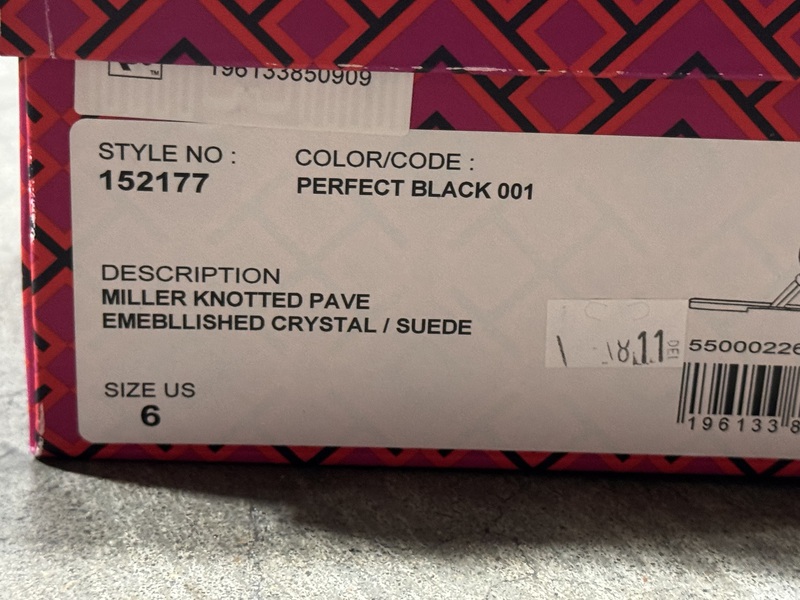 196133850909
STYLE NO :
152177
COLOR/CODE :
PERFECT BLACK 001
DESCRIPTION
MILLER KNOTTED PAVE
EMEBLLISHED CRYSTAL / SUEDE
SIZE US
6
55000226
196133 8